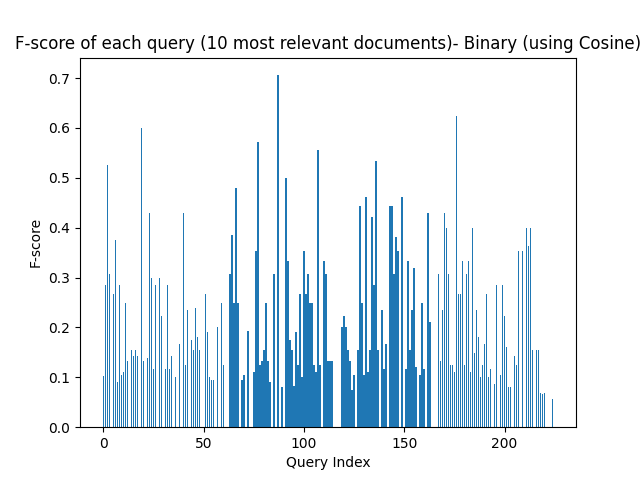 F-score of each query (10 most relevant documents)- Binary (using Cosine)
0.7
0.6
0.5
0.4
0.3
0.2
0.1
0.0
F-score
0 50 100 150 200
Query Index